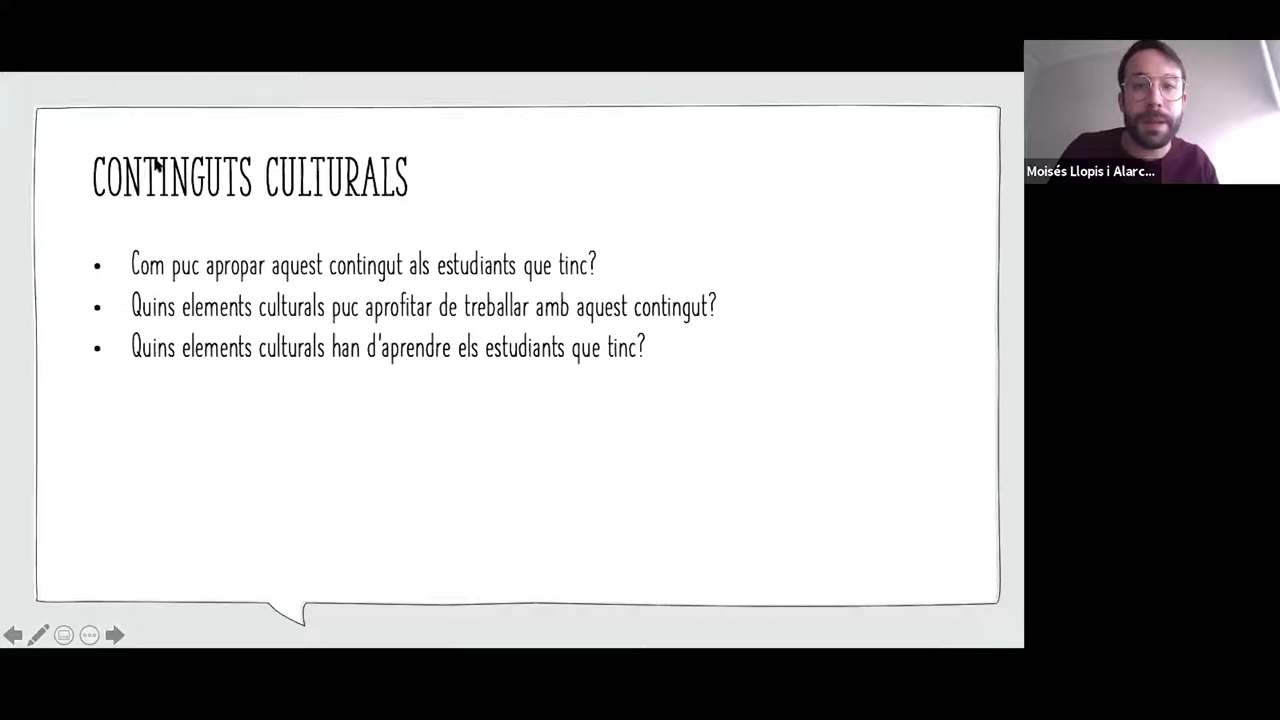 CONTINGUTS CULTURALS
• Com puc apropar aquest contingut als estudiants que tinc?
• Quins elements culturals puc aprofitar de treballar amb aquest contingut?
• Quins elements culturals han d'aprendre els estudiants que tinc?
Moisés Llopis i Alarc...